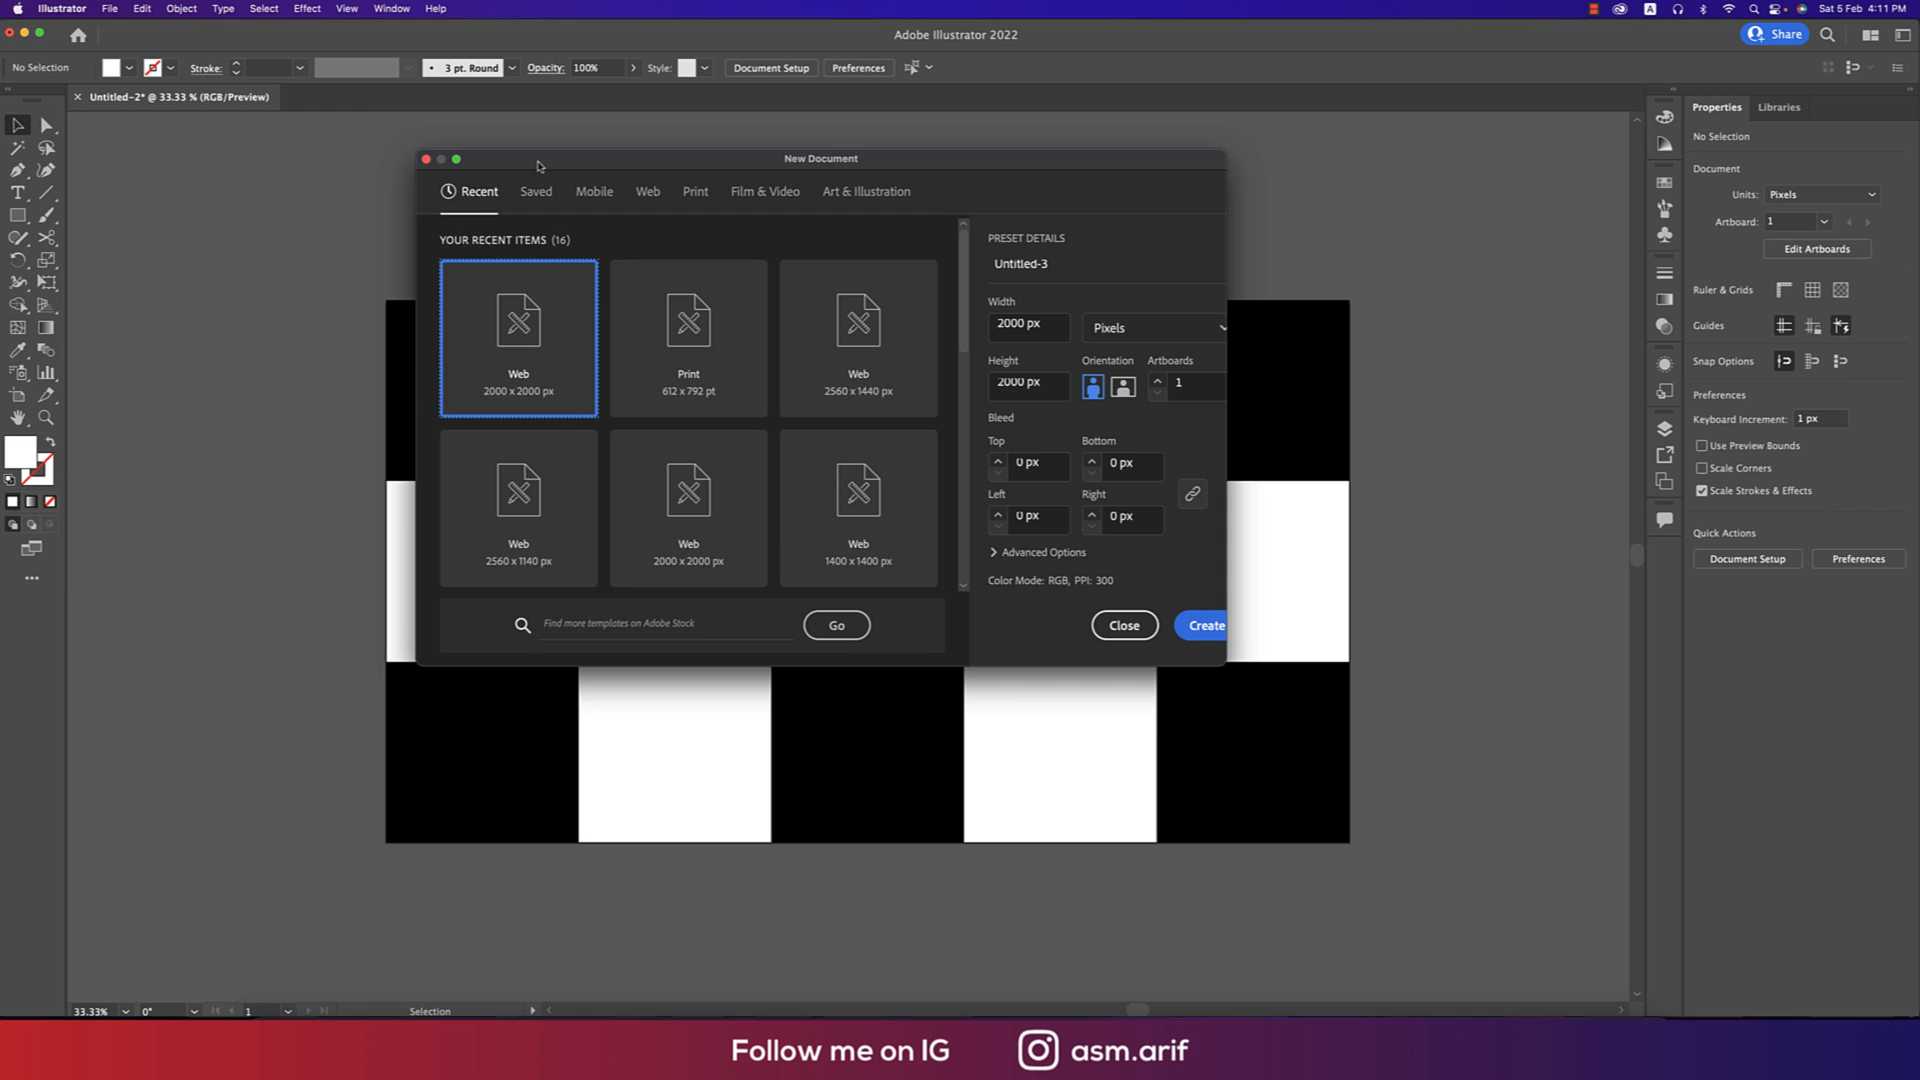 Illustrator File Edit Object Type Select Effect View Window Help
A Sat 5 Feb 4:11 PM
Adobe Illustrator 2022
Share
No Selection
Stroke:
3 pt. Round
Opacity: 100%
Style:
Document Setup
Preferences
Untitled-2* @ 33.33 % (RGB/Preview)
New Document
Recent Saved Mobile Web Print Film & Video Art & Illustration
YOUR RECENT ITEMS (16)
Web
2000 x 2000 px
Print
612 x 792 pt
Web
2560 x 1440 px
Web
2560 x 1140 px
Web
2000 x 2000 px
Web
1400 x 1400 px
Find more templates on Adobe Stock
Go
PRESET DETAILS
Untitled-3
Width
2000 px
Pixels
Height
Orientation
Artboards
2000 px
1
Bleed
Top
Bottom
0 px
0 px
Left
Right
0 px
0 px
Advanced Options
Color Mode: RGB, PPI: 300
Close
Create
Properties Libraries
No Selection
Document
Units: Pixels
Artboard: 1
Edit Artboards
Ruler & Grids
Guides
Snap Options
Preferences
Keyboard Increment: 1 px
Use Preview Bounds
Scale Corners
Scale Strokes & Effects
Quick Actions
Document Setup
Preferences
33.33%
0°
1
Selection
Follow me on IG
asm.arif